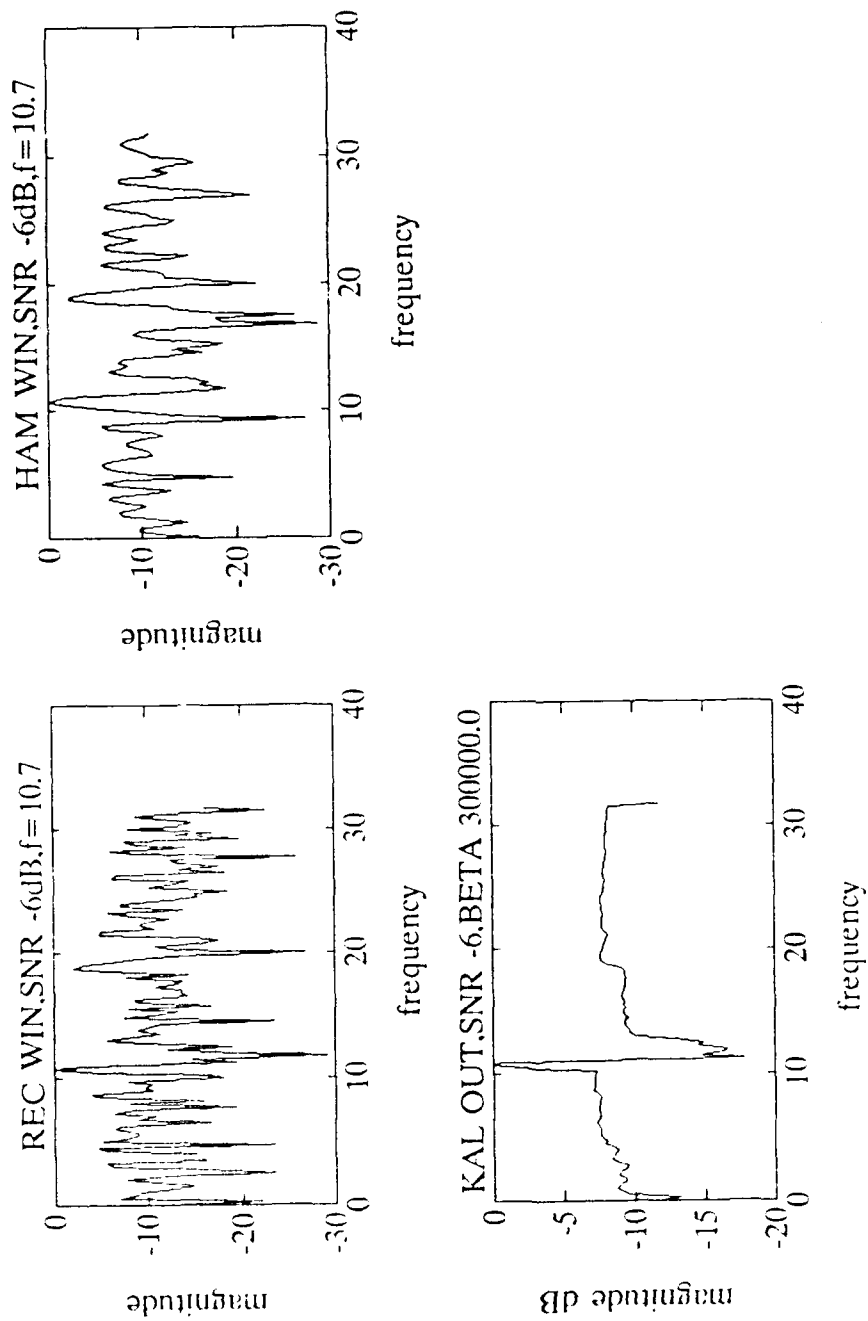 REC WIN,SNR -6dB,f=10.7
0
-10
-20
-30
magnitude
0 10 20 30 40
frequency
HAM WIN,SNR -6dB,f=10.7
0
-10
-20
-30
magnitude
0 10 20 30 40
frequency
KAL OUT,SNR -6,BETA 300000.0
0
-5
-10
-15
-20
magnitude dB
0 10 20 30 40
frequency